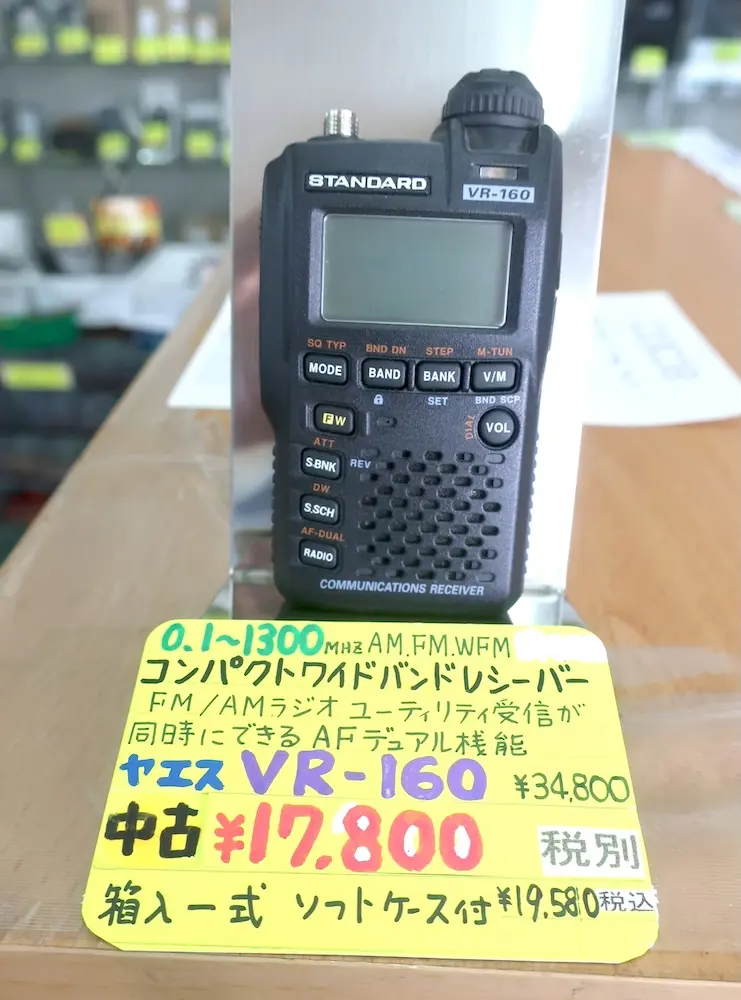 STANDARD
VR-160
SQ TYP BND DN STEP M-TUN
MODE BAND BANK V/M
SET BND SCP
F W
DIAL VOL
ATT
S.BNK REV
DW
S.SCH
AF-DUAL
RADIO
COMMUNICATIONS RECEIVER
0.1~1300MHZ AM.FM.WFM
コンパクトワイドバンドレシーバー
FM/AMラジオ ユーティリティ受信が
同時にできる AFデュアル機能
ヤエス VR-160 ¥34,800
中古 ¥17.800 税別
箱入一式 ソフトケース付 ¥19,580税込